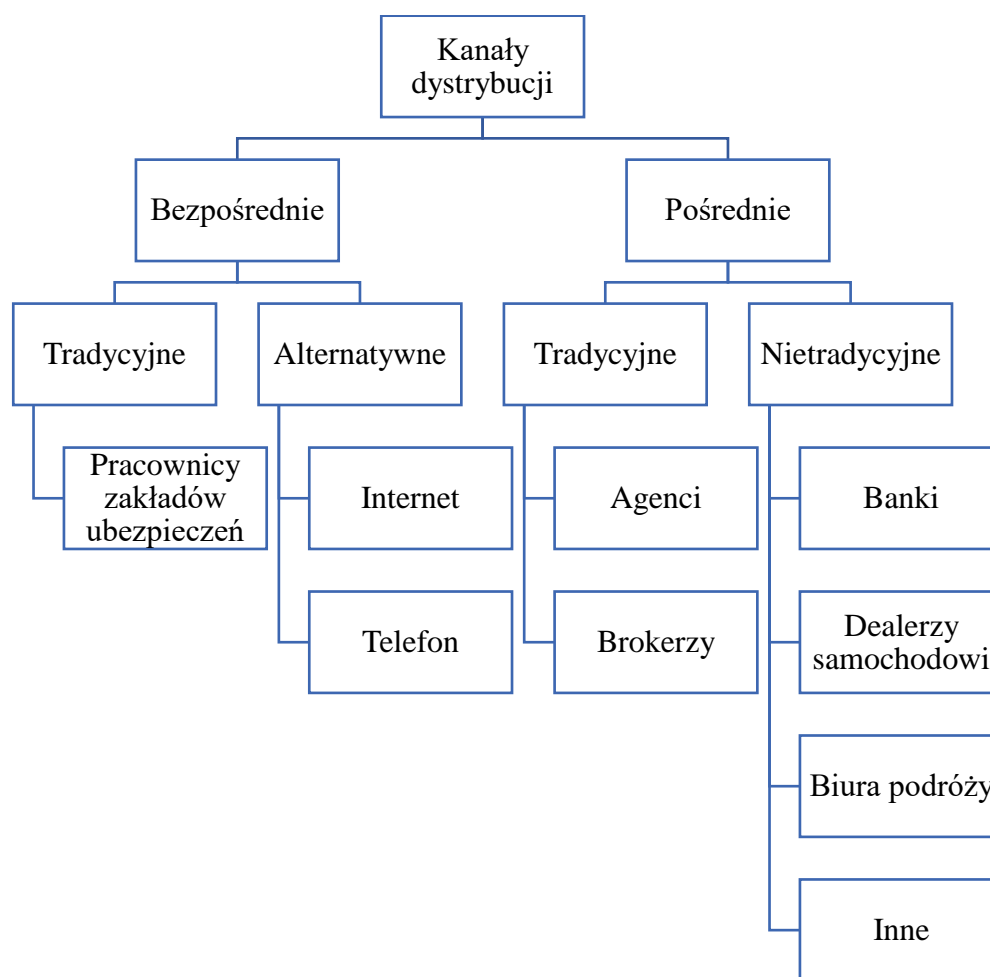 Kanały
dystrybucji
Bezpośrednie
Pośrednie
Tradycyjne
Alternatywne
Tradycyjne
Nietradycyjne
Pracownicy
zakładów
ubezpieczeń
Internet
Agenci
Banki
Telefon
Brokerzy
Dealerzy
samochodowi
Biura podróży
Inne